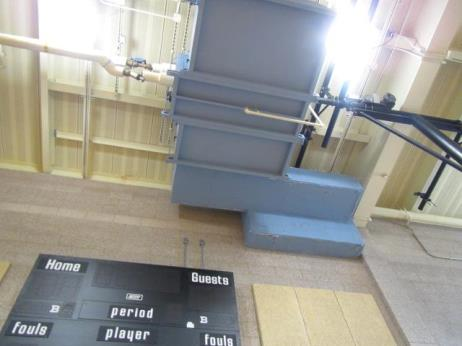 Home
Guests
B period B
fouls player fouls